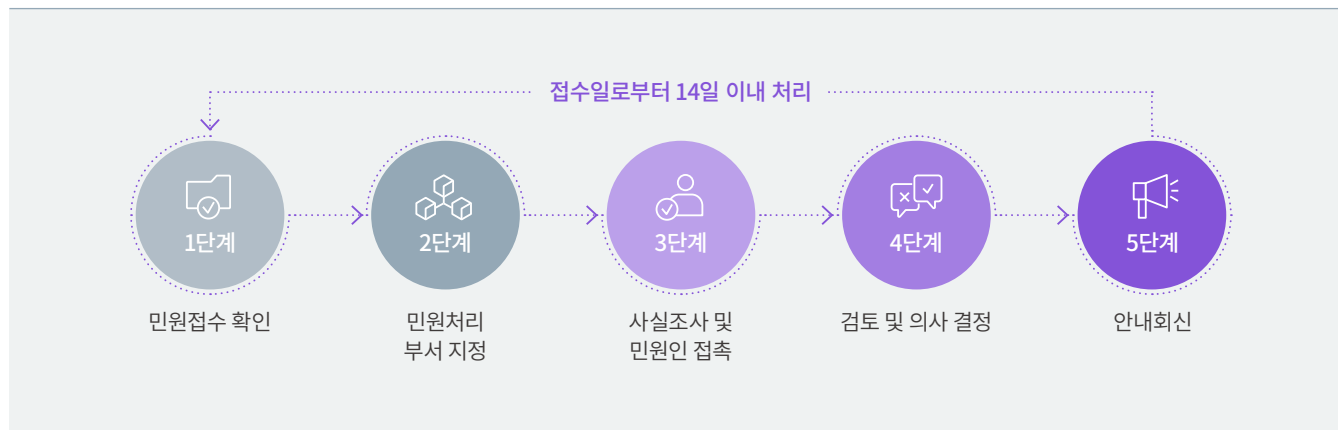 접수일로부터 14일 이내 처리
1단계
2단계
3단계
4단계
5단계
민원접수 확인
민원처리
부서 지정
사실조사 및
민원인 접촉
검토 및 의사 결정
안내회신